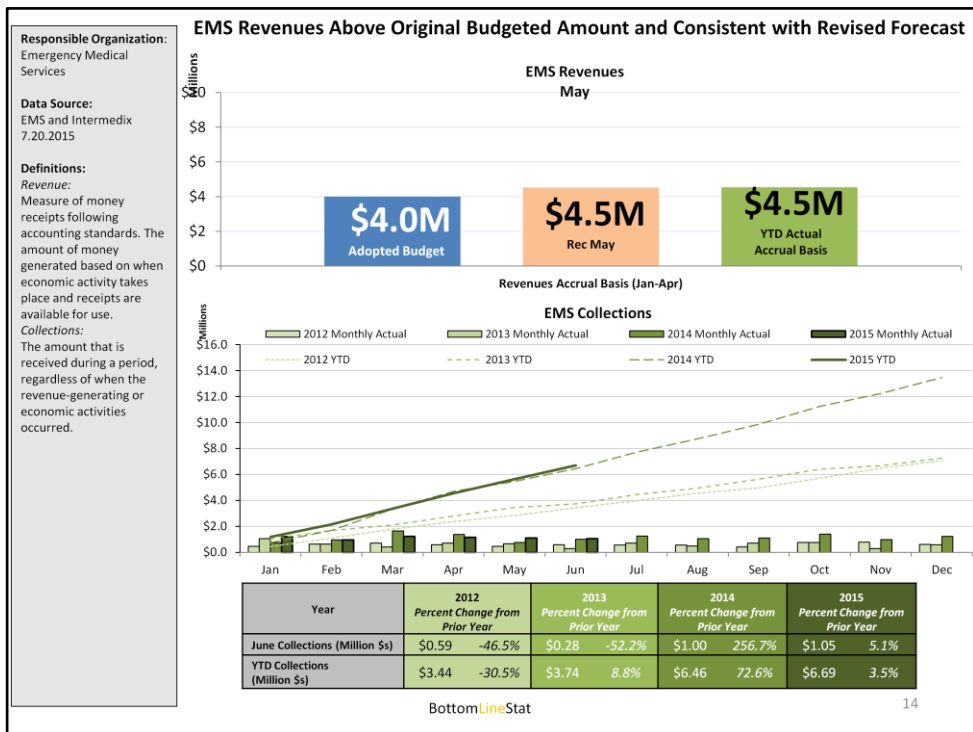 EMS Revenues Above Original Budgeted Amount and Consistent with Revised Forecast
Responsible Organization:
Emergency Medical
Services
Data Source:
EMS and Intermedix
7.20.2015
Definitions:
Revenue:
Measure of money
receipts following
accounting standards. The
amount of money
generated based on when
economic activity takes
place and receipts are
available for use.
Collections:
The amount that is
received during a period,
regardless of when the
revenue-generating or
economic activities
occurred.
EMS Revenues
May
Millions
$10
$8
$6
$4
$2
$0
$4.0M
Adopted Budget
$4.5M
Rec May
$4.5M
YTD Actual
Accrual Basis
Revenues Accrual Basis (Jan-Apr)
EMS Collections
Millions
2012 Monthly Actual 2013 Monthly Actual 2014 Monthly Actual 2015 Monthly Actual
2012 YTD 2013 YTD 2014 YTD 2015 YTD
$16.0
$14.0
$12.0
$10.0
$8.0
$6.0
$4.0
$2.0
$0.0
Jan Feb Mar Apr May Jun Jul Aug Sep Oct Nov Dec
Year
2012
Percent Change from
Prior Year
2013
Percent Change from
Prior Year
2014
Percent Change from
Prior Year
2015
Percent Change from
Prior Year
June Collections (Million $s) $0.59 -46.5% $0.28 -52.2% $1.00 256.7% $1.05 5.1%
YTD Collections
(Million $s) $3.44 -30.5% $3.74 8.8% $6.46 72.6% $6.69 3.5%
BottomLineStat
14